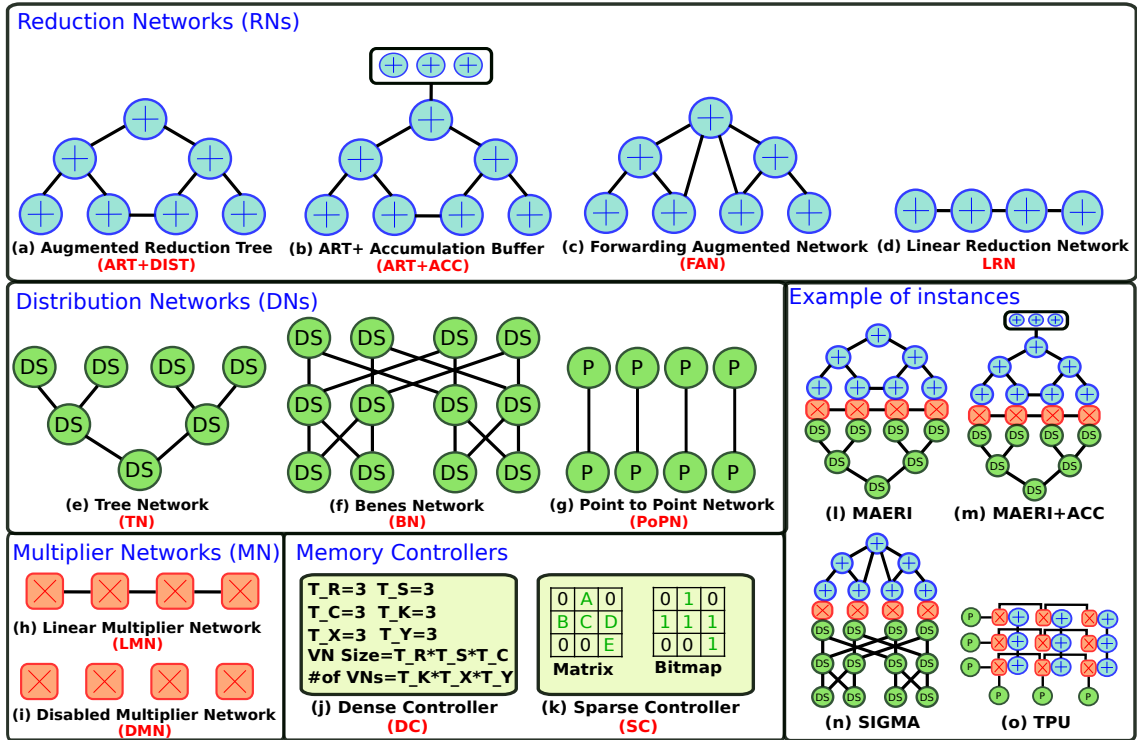 Reduction Networks (RNs)
(a) Augmented Reduction Tree
(ART+DIST)
(b) ART+ Accumulation Buffer
(ART+ACC)
(c) Forwarding Augmented Network
(FAN)
(d) Linear Reduction Network
LRN
Distribution Networks (DNs)
DS DS DS DS
DS DS
DS
(e) Tree Network
(TN)
DS DS DS DS
DS DS DS DS
DS DS DS DS
(f) Benes Network
(BN)
P P P P
P P P P
(g) Point to Point Network
(PoPN)
Multiplier Networks (MN)
(h) Linear Multiplier Network
(LMN)
(i) Disabled Multiplier Network
(DMN)
Memory Controllers
T_R=3 T_S=3
T_C=3 T_K=3
T_X=3 T_Y=3
VN Size=T_R*T_S*T_C
#of VNs=T_K*T_X*T_Y
(j) Dense Controller
(DC)
0 A 0
B C D
0 0 E
Matrix
0 1 0
1 1 1
0 0 1
Bitmap
(k) Sparse Controller
(SC)
Example of instances
DS DS DS DS
DS DS
DS
(l) MAERI
DS DS DS DS
DS DS
DS
(m) MAERI+ACC
DS DS DS DS
DS DS DS DS
DS DS DS DS
(n) SIGMA
P
P
P
P P P
(o) TPU